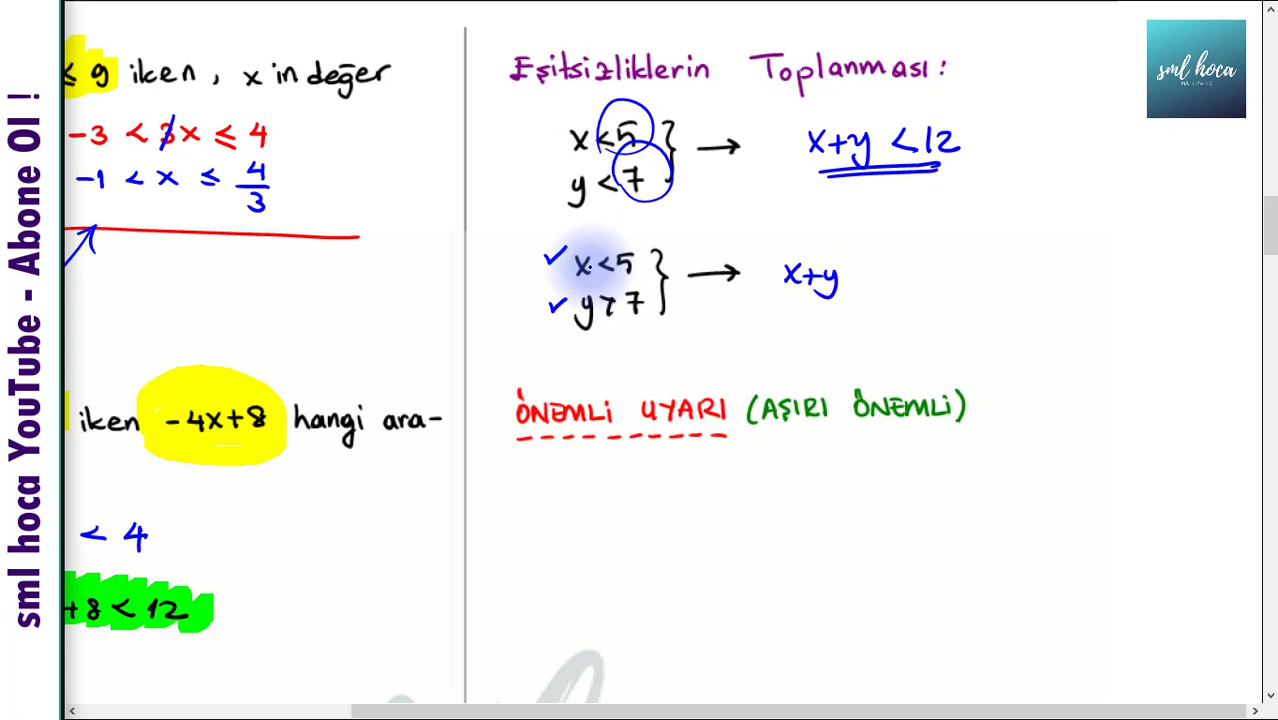 sml hoca YouTube - Abone Ol !
≤ 9 iken, x in değer
-3 < 3x ≤ 4
-1 < x ≤ 4/3
iken -4x+8 hangi ara-
< 4
+8 < 12
Eşitsizliklerin Toplanması:
x<5
y<7
} → x+y <12
✓ x<5
✓ y>7
} → x+y
ÖNEMLİ UYARI (AŞIRI ÖNEMLİ)
sml hoca